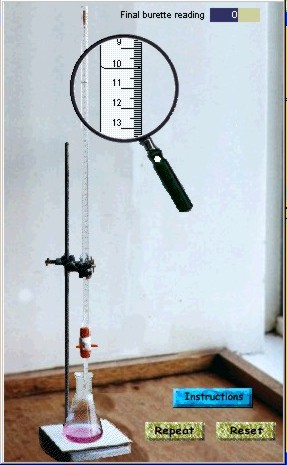 Final burette reading 0
9
10
11
12
13
Instructions
Repeat Reset